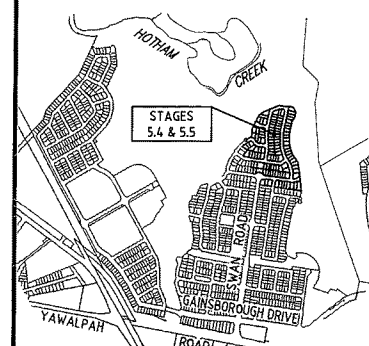 HOTHAM
CREEK
STAGES
5.4 & 5.5
SWAN ROAD
GAINSBOROUGH DRIVE
YAWALPAH
ROAD